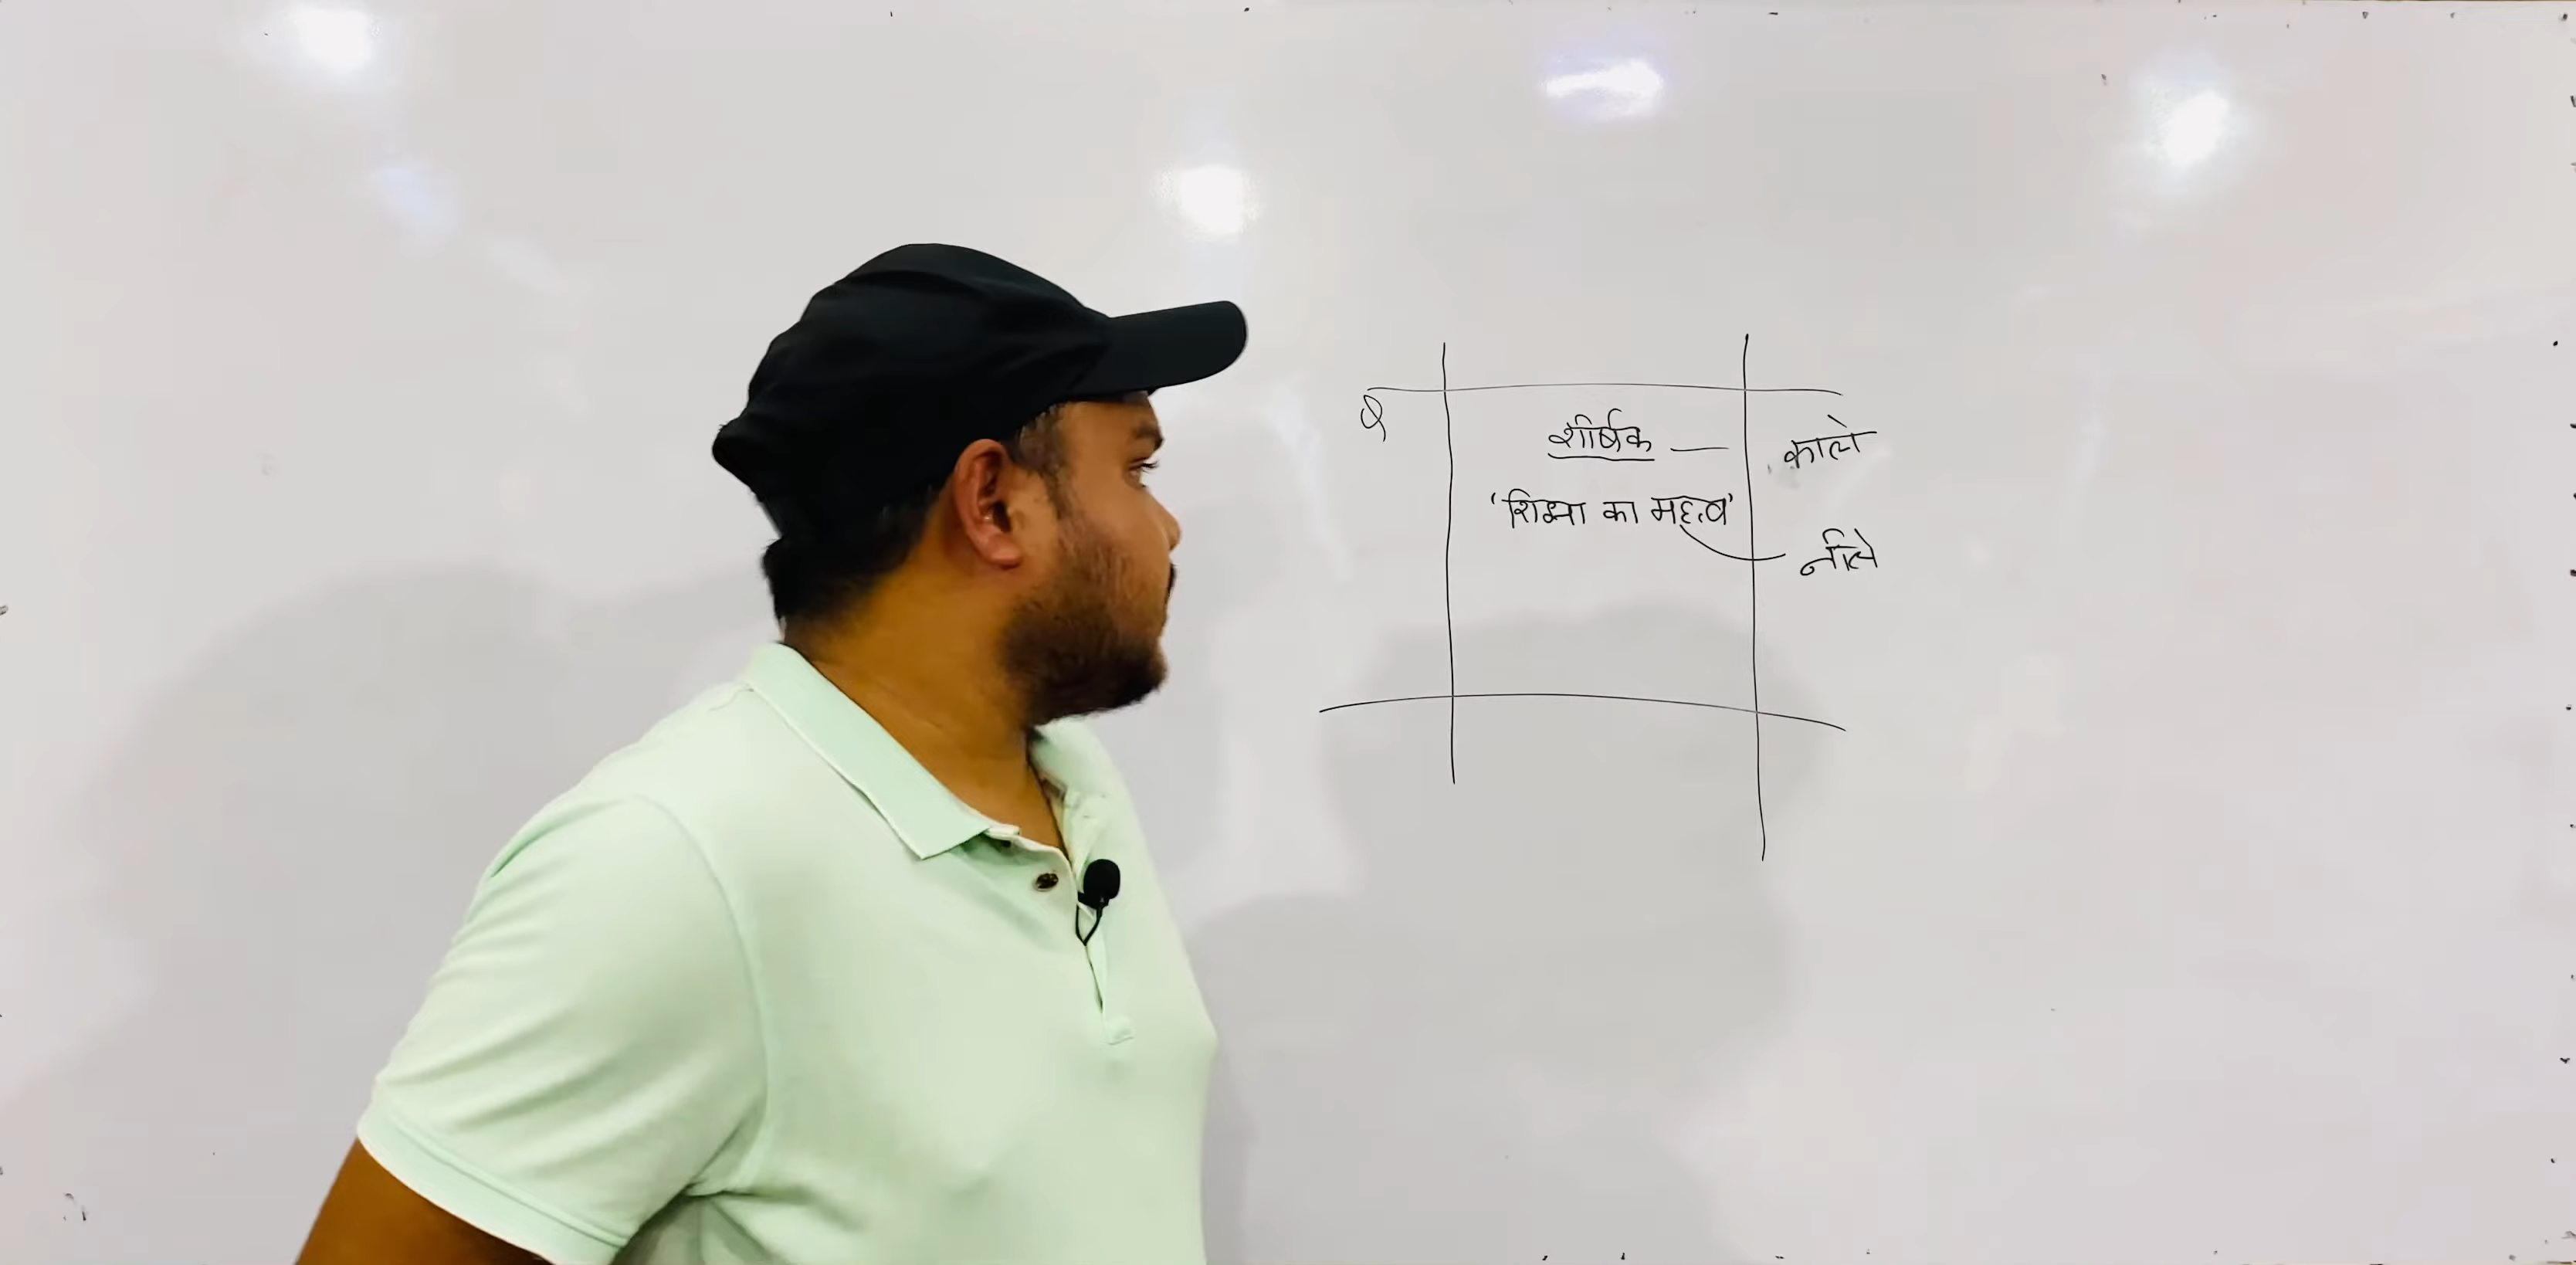 Q
शीर्षक — काले
'शिक्षा का महत्व'
नीले